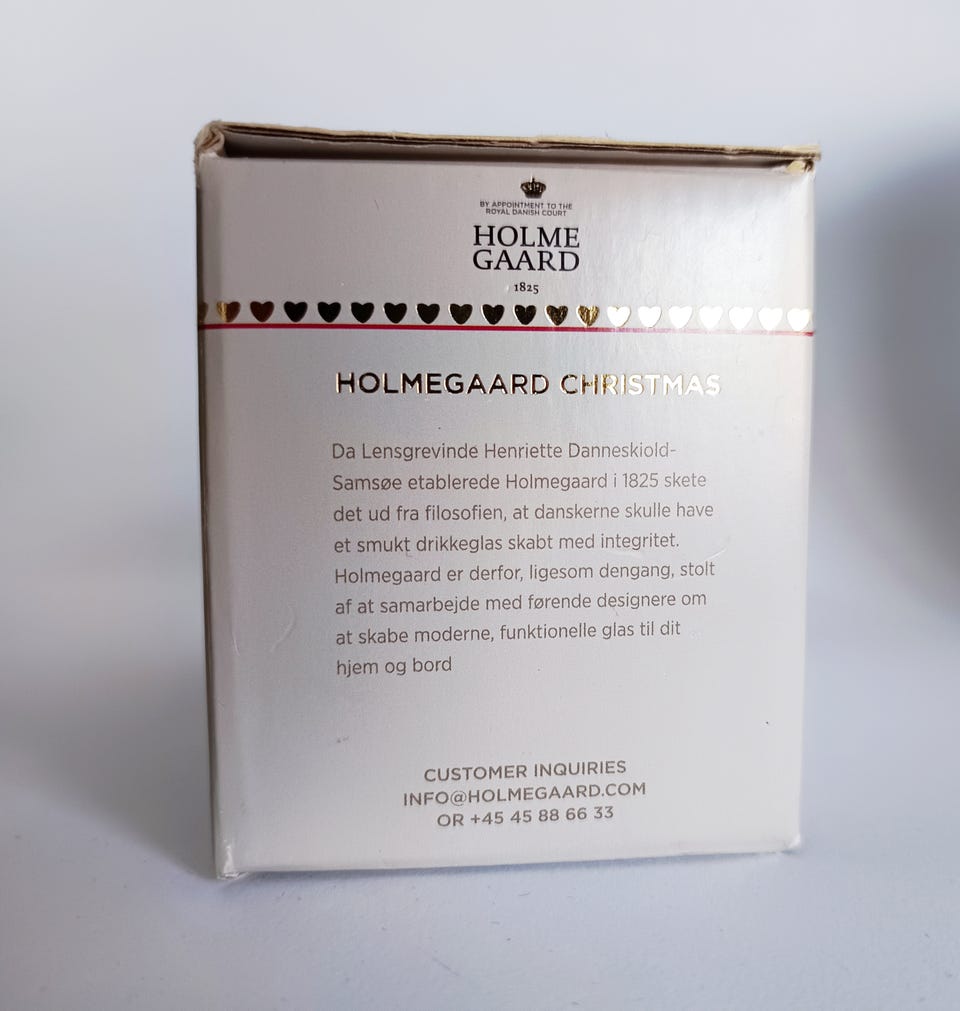 BY APPOINTMENT TO THE
ROYAL DANISH COURT
HOLME
GAARD
1825
HOLMEGAARD CHRISTMAS
Da Lensgrevinde Henriette Danneskiold-
Samsøe etablerede Holmegaard i 1825 skete
det ud fra filosofien, at danskerne skulle have
et smukt drikkeglas skabt med integritet.
Holmegaard er derfor, ligesom dengang, stolt
af at samarbejde med førende designere om
at skabe moderne, funktionelle glas til dit
hjem og bord
CUSTOMER INQUIRIES
INFO@HOLMEGAARD.COM
OR +45 45 88 66 33